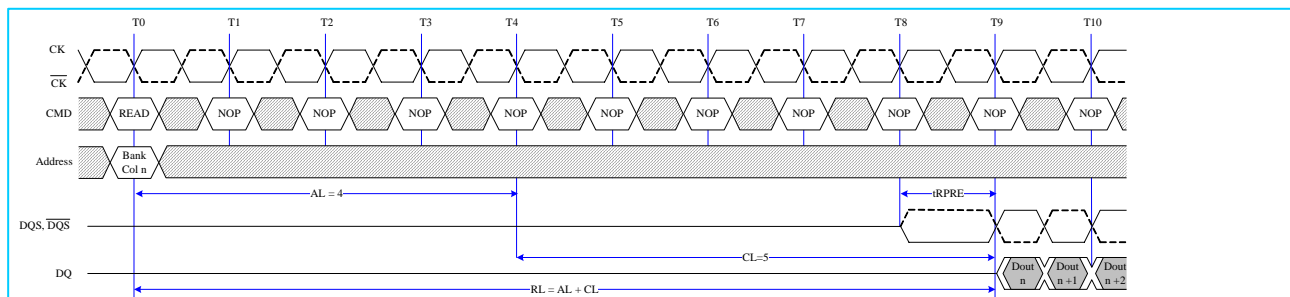 T0 T1 T2 T3 T4 T5 T6 T7 T8 T9 T10
CK
CK
CMD READ NOP NOP NOP NOP NOP NOP NOP NOP NOP NOP
Address Bank
Col n
AL = 4 tRPRE
DQS, DQS
CL=5
DQ Dout Dout Dout
n n +1 n +2
RL = AL + CL